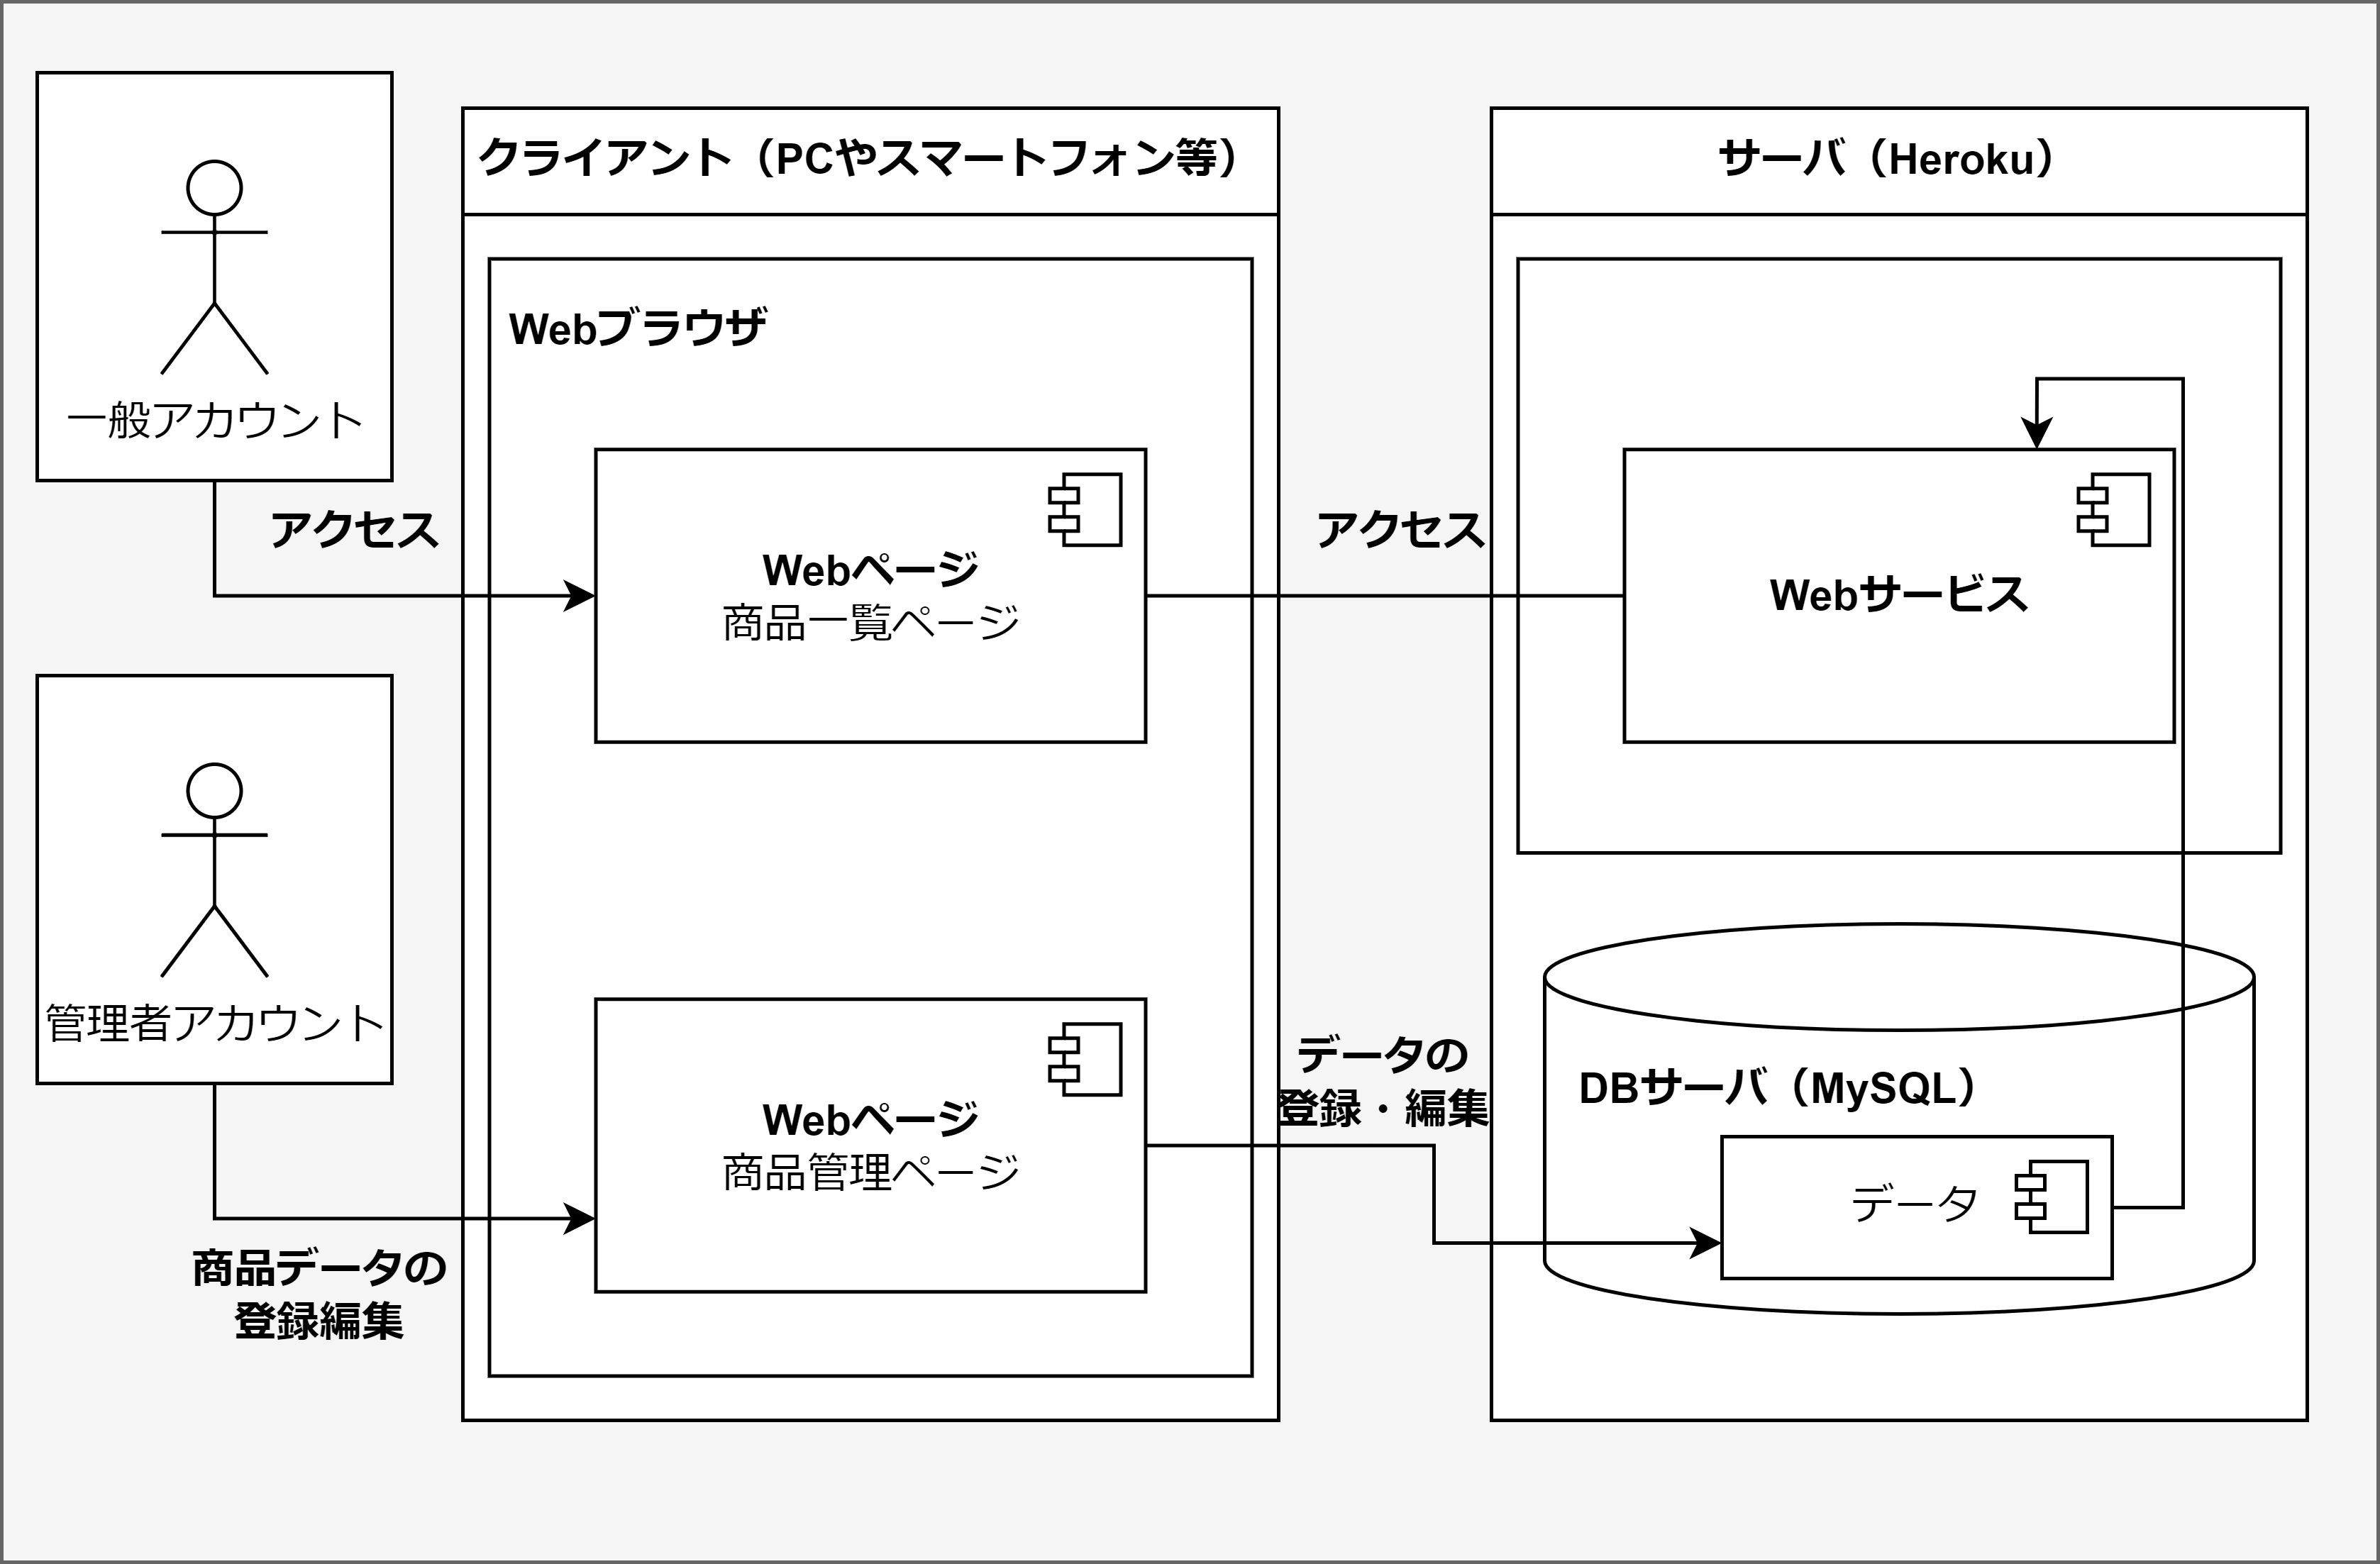 一般アカウント
アクセス
管理者アカウント
商品データの
登録編集
クライアント（PCやスマートフォン等）
Webブラウザ
Webページ
商品一覧ページ
Webページ
商品管理ページ
アクセス
データの
登録・編集
サーバ（Heroku）
Webサービス
DBサーバ（MySQL）
データ